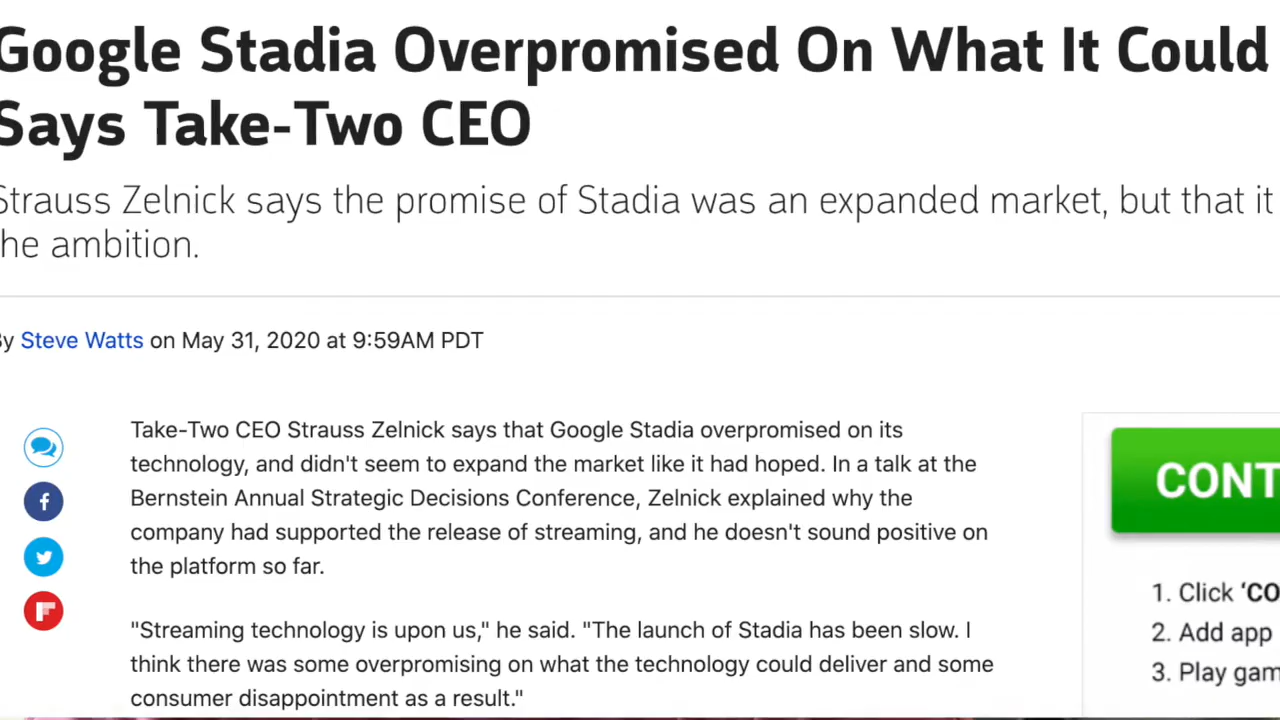 Google Stadia Overpromised On What It Could
Says Take-Two CEO
Strauss Zelnick says the promise of Stadia was an expanded market, but that it
the ambition.
By Steve Watts on May 31, 2020 at 9:59AM PDT
Take-Two CEO Strauss Zelnick says that Google Stadia overpromised on its
technology, and didn't seem to expand the market like it had hoped. In a talk at the
Bernstein Annual Strategic Decisions Conference, Zelnick explained why the
company had supported the release of streaming, and he doesn't sound positive on
the platform so far.
"Streaming technology is upon us," he said. "The launch of Stadia has been slow. I
think there was some overpromising on what the technology could deliver and some
consumer disappointment as a result."
CONT
1. Click ‘CO
2. Add app
3. Play gam